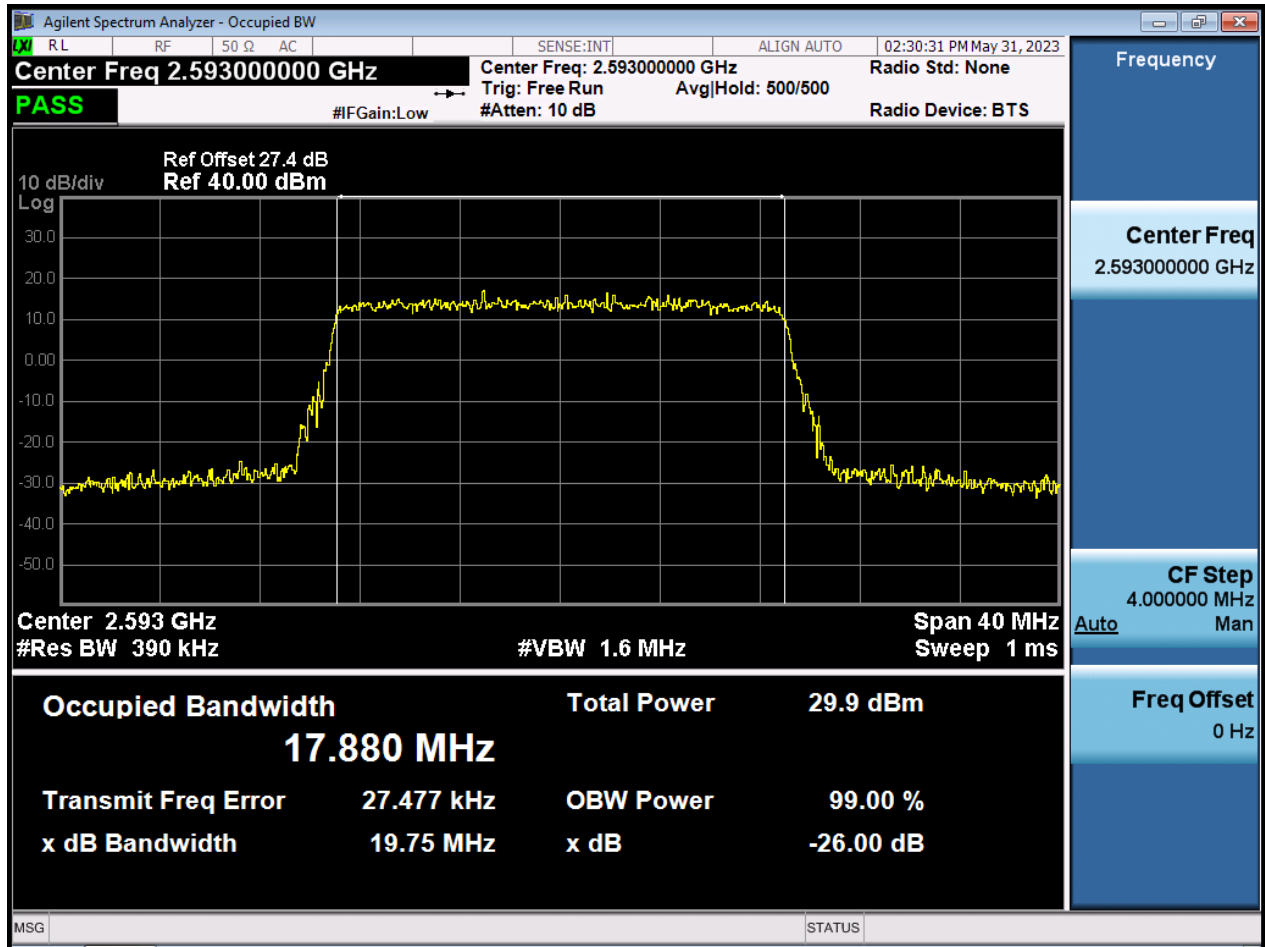 Agilent Spectrum Analyzer - Occupied BW
LXI RL RF 50 Ω AC SENSE:INT ALIGN AUTO 02:30:31 PM May 31, 2023
Center Freq 2.593000000 GHz
Center Freq: 2.593000000 GHz Radio Std: None
Trig: Free Run Avg|Hold: 500/500
PASS
#IFGain:Low #Atten: 10 dB Radio Device: BTS
Frequency
Ref Offset 27.4 dB
10 dB/div Ref 40.00 dBm
Log
30.0
20.0
10.0
0.00
-10.0
-20.0
-30.0
-40.0
-50.0
Center Freq
2.593000000 GHz
CF Step
4.000000 MHz
Auto Man
Freq Offset
0 Hz
Center 2.593 GHz Span 40 MHz
#Res BW 390 kHz #VBW 1.6 MHz Sweep 1 ms
Occupied Bandwidth Total Power 29.9 dBm
17.880 MHz
Transmit Freq Error 27.477 kHz OBW Power 99.00 %
x dB Bandwidth 19.75 MHz x dB -26.00 dB
MSG STATUS